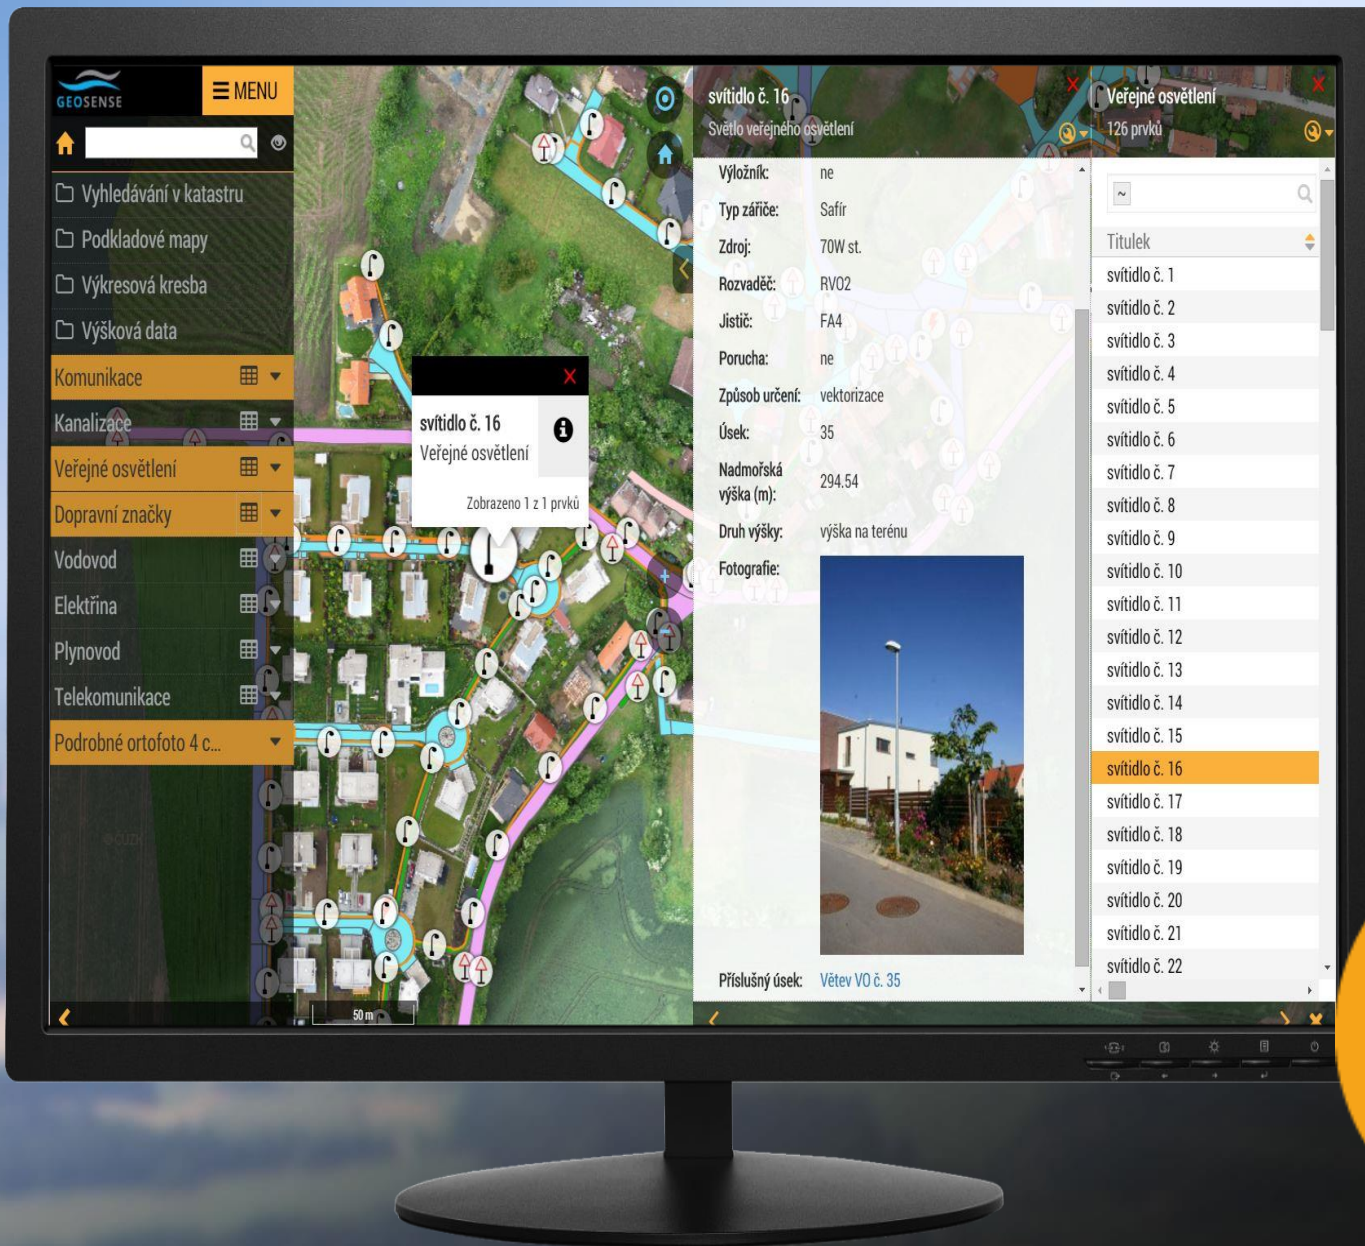 GEOSENSE
MENU
Vyhledávání v katastru
Podkladové mapy
Výkresová kresba
Výšková data
Komunikace
Kanalizace
Veřejné osvětlení
Dopravní značky
Vodovod
Elektřina
Plynovod
Telekomunikace
Podrobné ortofoto 4 c...
50 m
svítidlo č. 16
Veřejné osvětlení
Zobrazeno 1 z 1 prvků
svítidlo č. 16
Světlo veřejného osvětlení
Výložník: ne
Typ zářiče: Safír
Zdroj: 70W st.
Rozvaděč: RVO2
Jistič: FA4
Porucha: ne
Způsob určení: vektorizace
Úsek: 35
Nadmořská
výška (m): 294.54
Druh výšky: výška na terénu
Fotografie:
Příslušný úsek: Větev VO č. 35
Veřejné osvětlení
126 prvků
~
Titulek
svítidlo č. 1
svítidlo č. 2
svítidlo č. 3
svítidlo č. 4
svítidlo č. 5
svítidlo č. 6
svítidlo č. 7
svítidlo č. 8
svítidlo č. 9
svítidlo č. 10
svítidlo č. 11
svítidlo č. 12
svítidlo č. 13
svítidlo č. 14
svítidlo č. 15
svítidlo č. 16
svítidlo č. 17
svítidlo č. 18
svítidlo č. 19
svítidlo č. 20
svítidlo č. 21
svítidlo č. 22